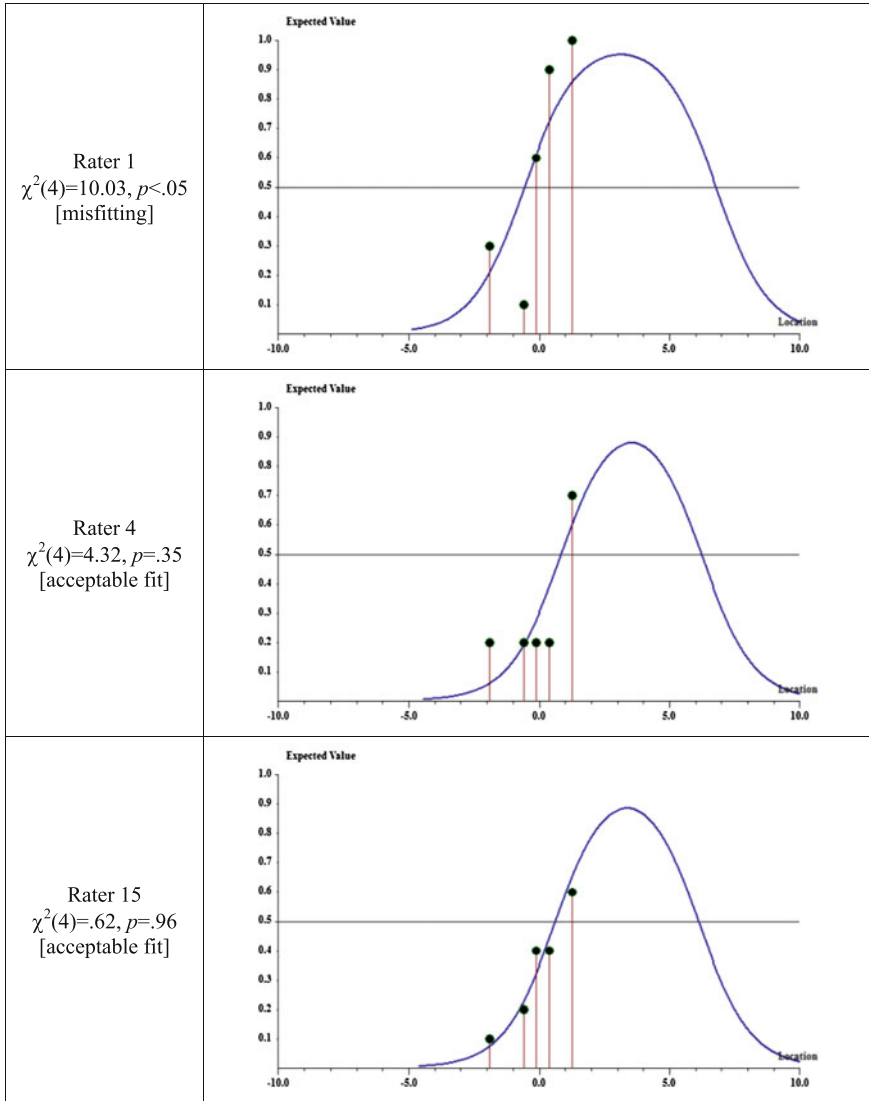 Rater 1
χ²(4)=10.03, p<.05
[misfitting]
Expected Value
1.0
0.9
0.8
0.7
0.6
0.5
0.4
0.3
0.2
0.1
Location
-10.0 -5.0 0.0 5.0 10.0
Rater 4
χ²(4)=4.32, p=.35
[acceptable fit]
Expected Value
1.0
0.9
0.8
0.7
0.6
0.5
0.4
0.3
0.2
0.1
Location
-10.0 -5.0 0.0 5.0 10.0
Rater 15
χ²(4)=.62, p=.96
[acceptable fit]
Expected Value
1.0
0.9
0.8
0.7
0.6
0.5
0.4
0.3
0.2
0.1
Location
-10.0 -5.0 0.0 5.0 10.0